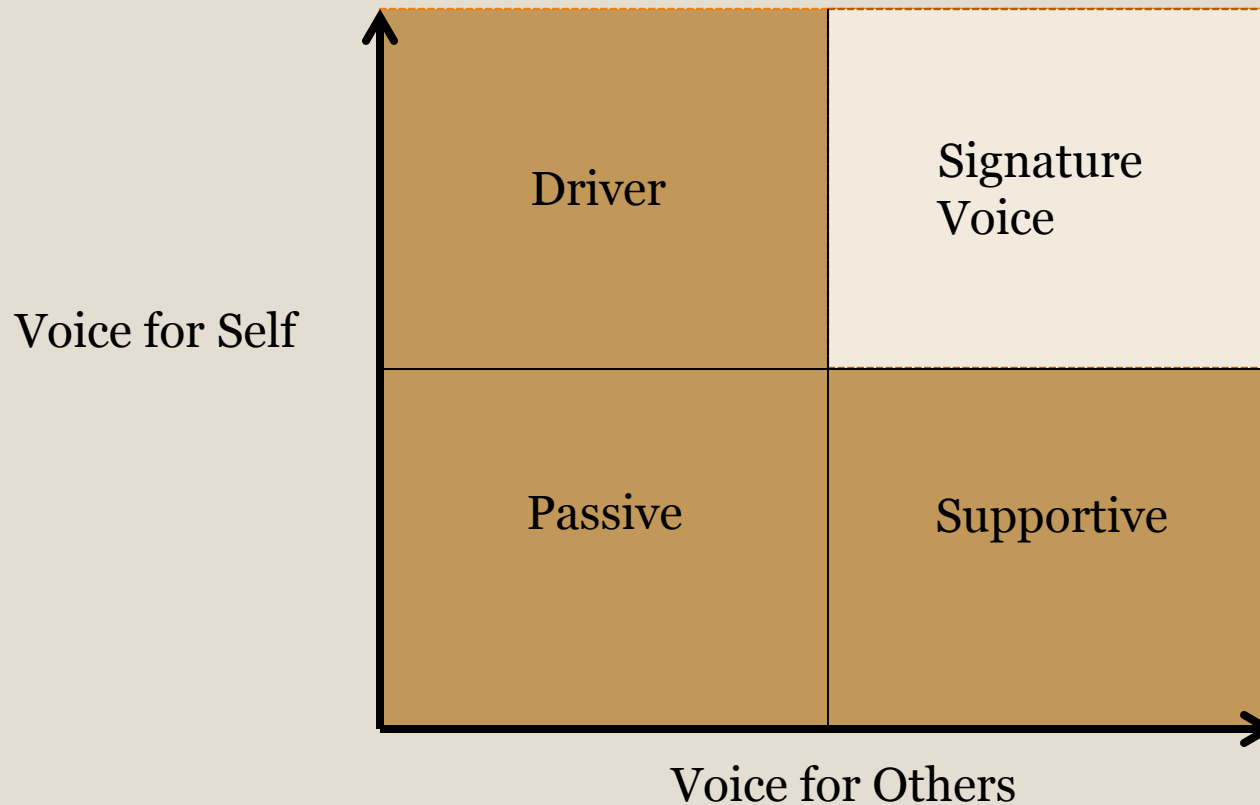 Driver
Signature
Voice
Voice for Self
Passive
Supportive
Voice for Others